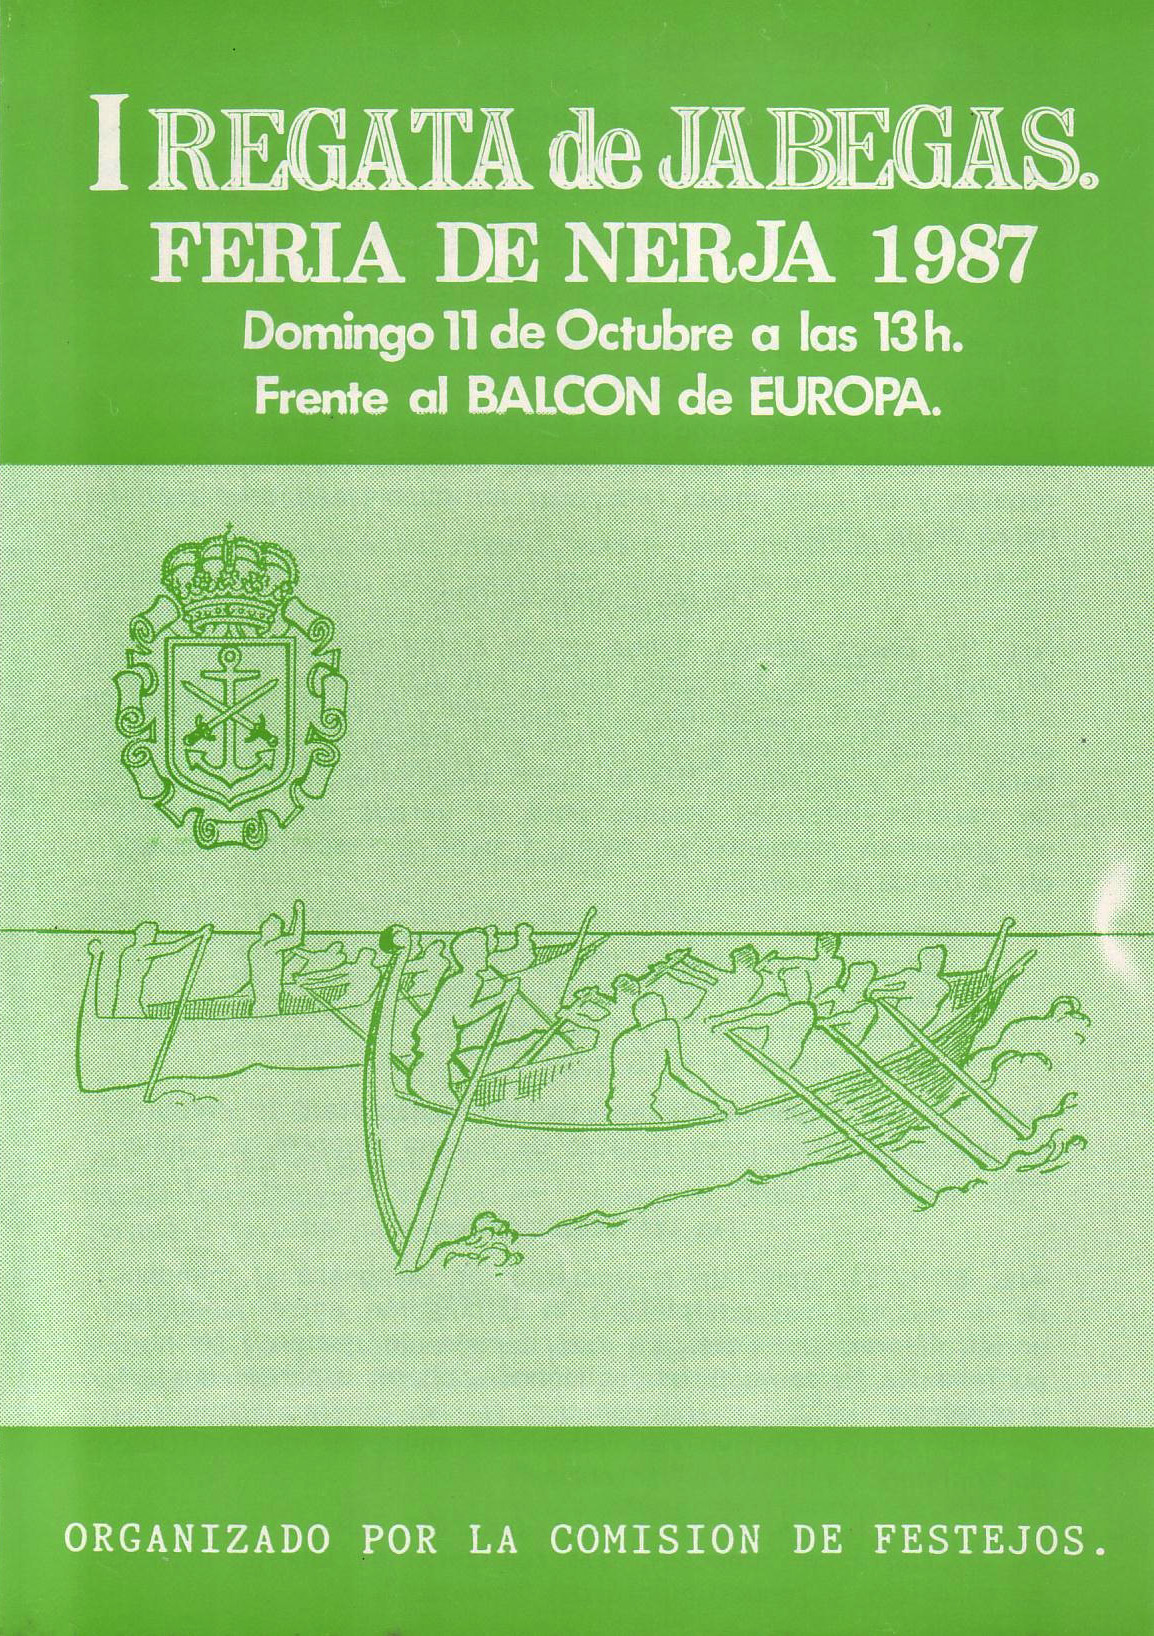 I REGATA de JABEGAS.
FERIA DE NERJA 1987
Domingo 11 de Octubre a las 13h.
Frente al BALCON de EUROPA.
ORGANIZADO POR LA COMISION DE FESTEJOS.